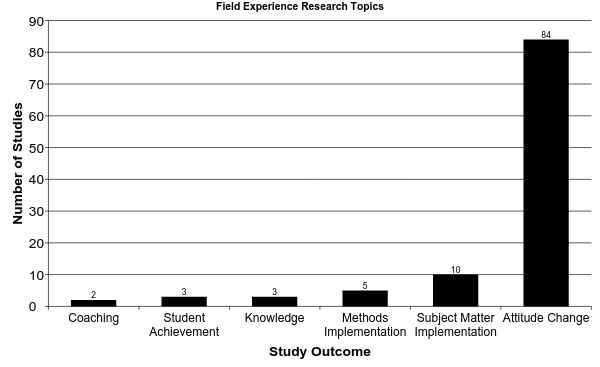 Field Experience Research Topics
90
80
70
60
50
40
30
20
10
0
Number of Studies
2
3
3
5
10
84
Coaching
Student
Achievement
Knowledge
Methods
Implementation
Subject Matter
Implementation
Attitude Change
Study Outcome